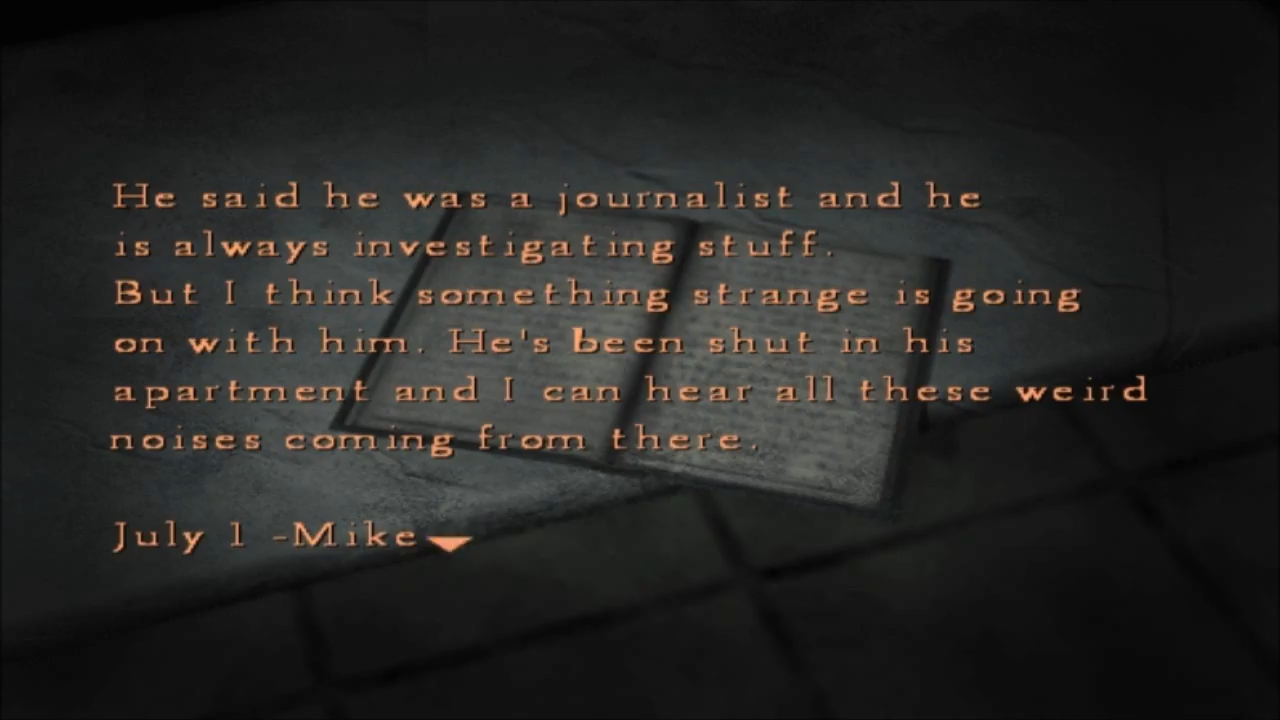 He said he was a journalist and he
is always investigating stuff.
But I think something strange is going
on with him. He's been shut in his
apartment and I can hear all these weird
noises coming from there.
July 1 -Mike